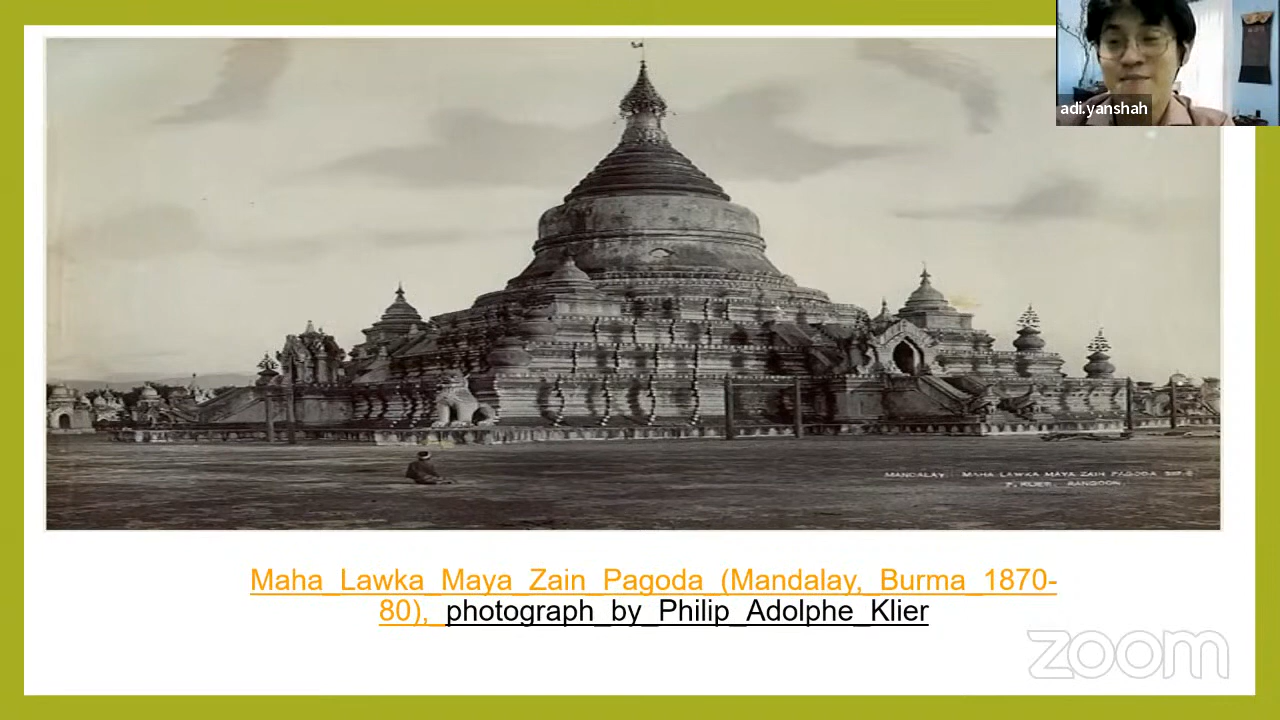 adi.yanshah
MANDALAY MAHA LAWKA MAYA ZAIN PAGODA
P. KLIER. RANGOON.
Maha_Lawka_Maya_Zain_Pagoda_(Mandalay,_Burma_1870-
80),_photograph_by_Philip_Adolphe_Klier
zoom